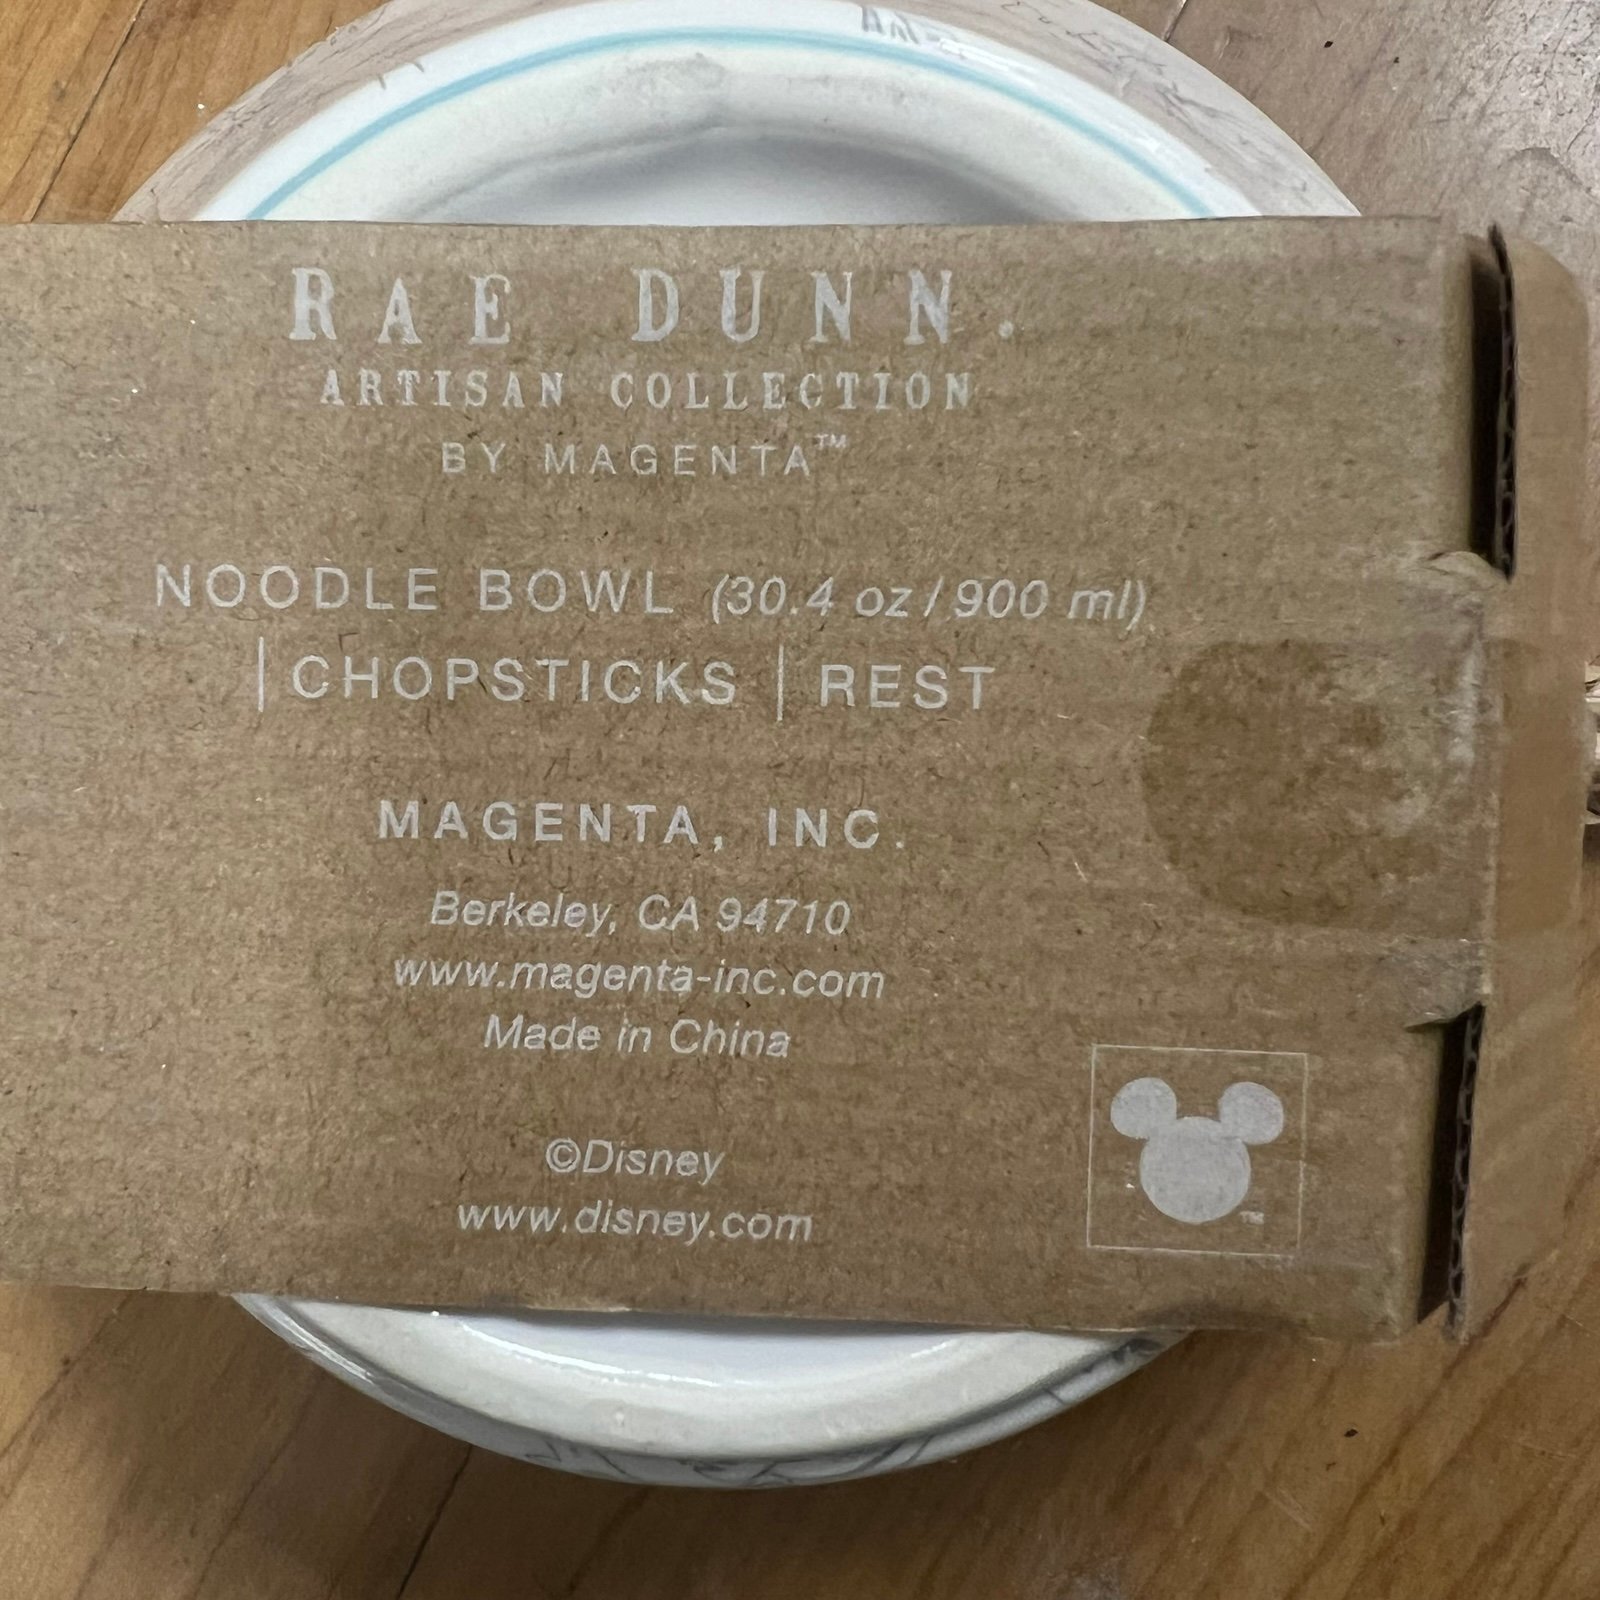 RAE DUNN.
ARTISAN COLLECTION
BY MAGENTA™
NOODLE BOWL (30.4 oz / 900 ml)
| CHOPSTICKS | REST
MAGENTA, INC.
Berkeley, CA 94710
www.magenta-inc.com
Made in China
©Disney
www.disney.com
TM